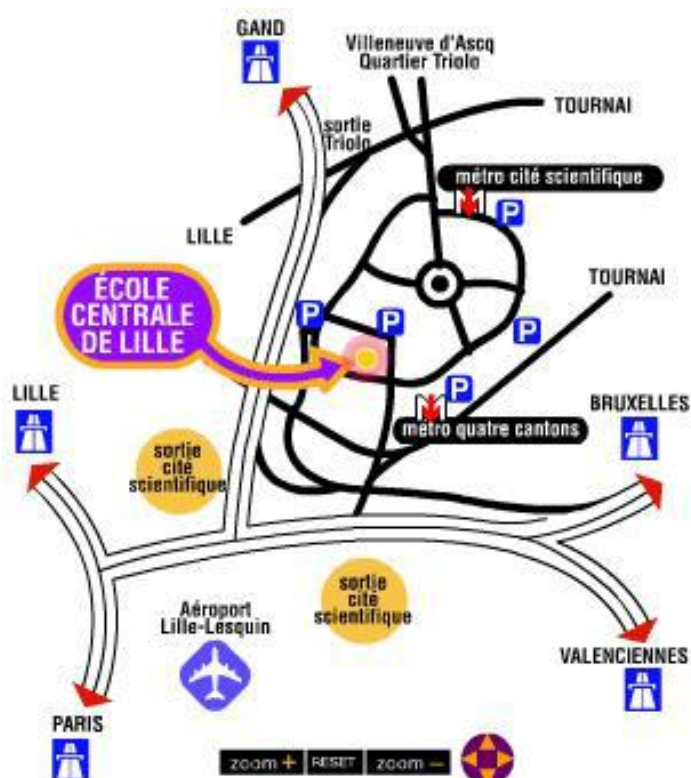 GAND
Villeneuve d'Ascq
Quartier Triolo
TOURNAI
sortie
Triolo
métro cité scientifique
P
LILLE
TOURNAI
ÉCOLE
CENTRALE
DE LILLE
P
P
P
P
LILLE
BRUXELLES
métro quatre cantons
sortie
cité
scientifique
sortie
cité
scientifique
Aéroport
Lille-Lesquin
VALENCIENNES
PARIS
zoom + RESET zoom -